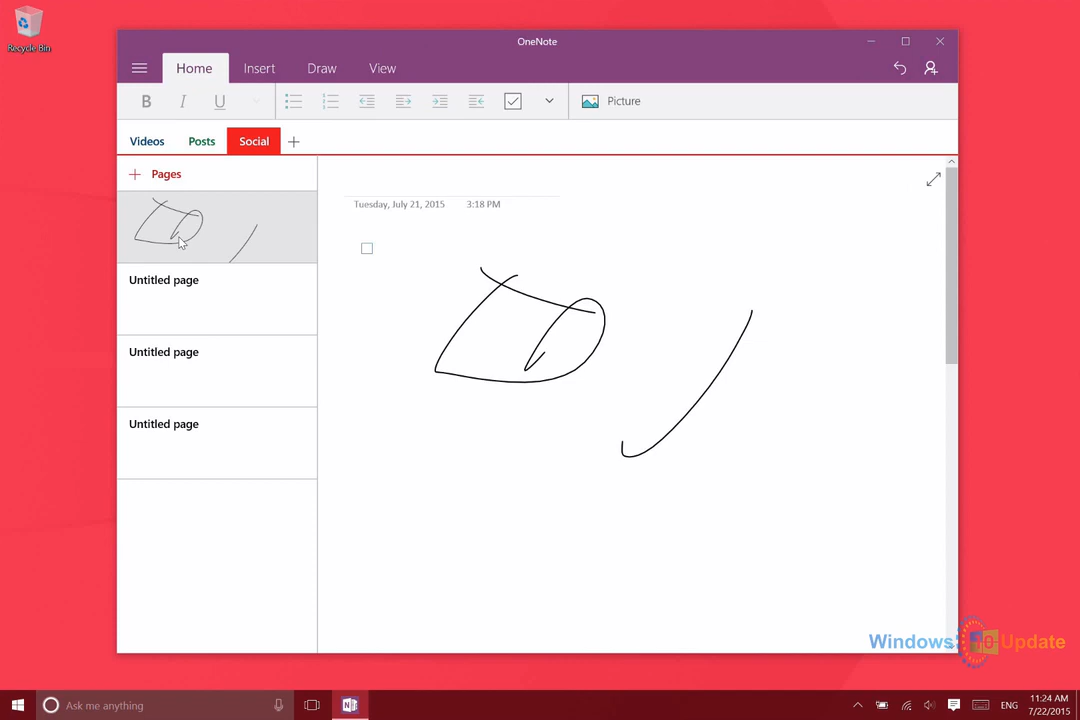 Recycle Bin
OneNote
Home Insert Draw View
B I U Picture
Videos Posts Social
Pages
Tuesday, July 21, 2015 3:18 PM
Untitled page
Untitled page
Untitled page
Windows 10 Update
Ask me anything
N
ENG
11:24 AM
7/22/2015